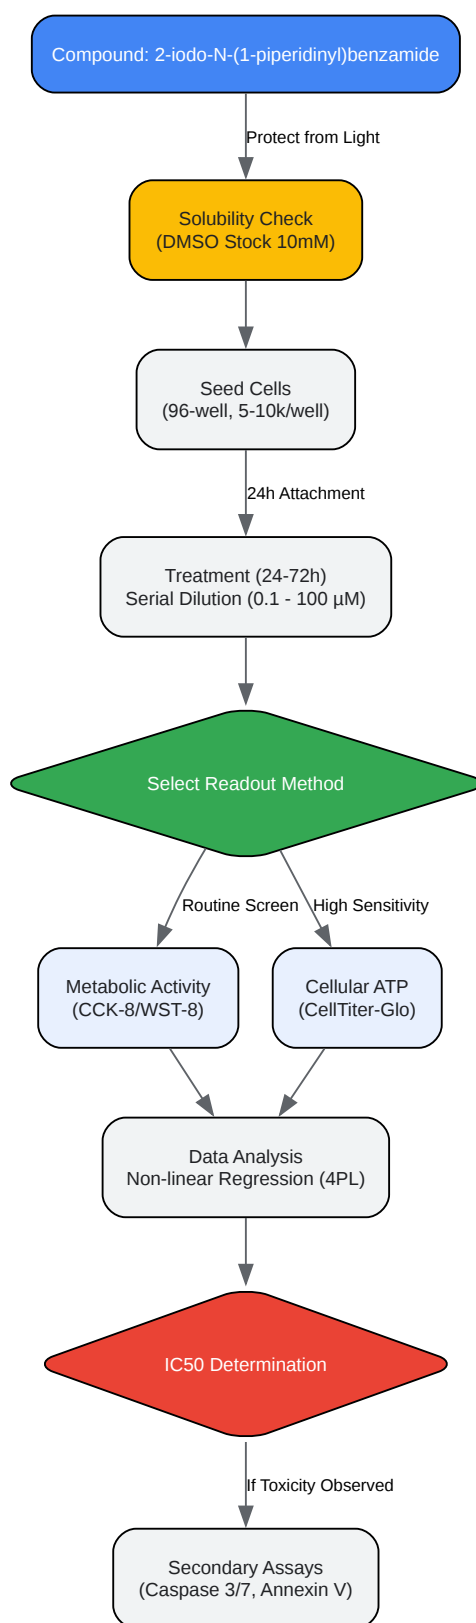 Compound: 2-iodo-N-(1-piperidinyl)benzamide
Protect from Light
Solubility Check
(DMSO Stock 10mM)
Seed Cells
(96-well, 5-10k/well)
24h Attachment
Treatment (24-72h)
Serial Dilution (0.1 - 100 µM)
Select Readout Method
Routine Screen
High Sensitivity
Metabolic Activity
(CCK-8/WST-8)
Cellular ATP
(CellTiter-Glo)
Data Analysis
Non-linear Regression (4PL)
IC50 Determination
If Toxicity Observed
Secondary Assays
(Caspase 3/7, Annexin V)